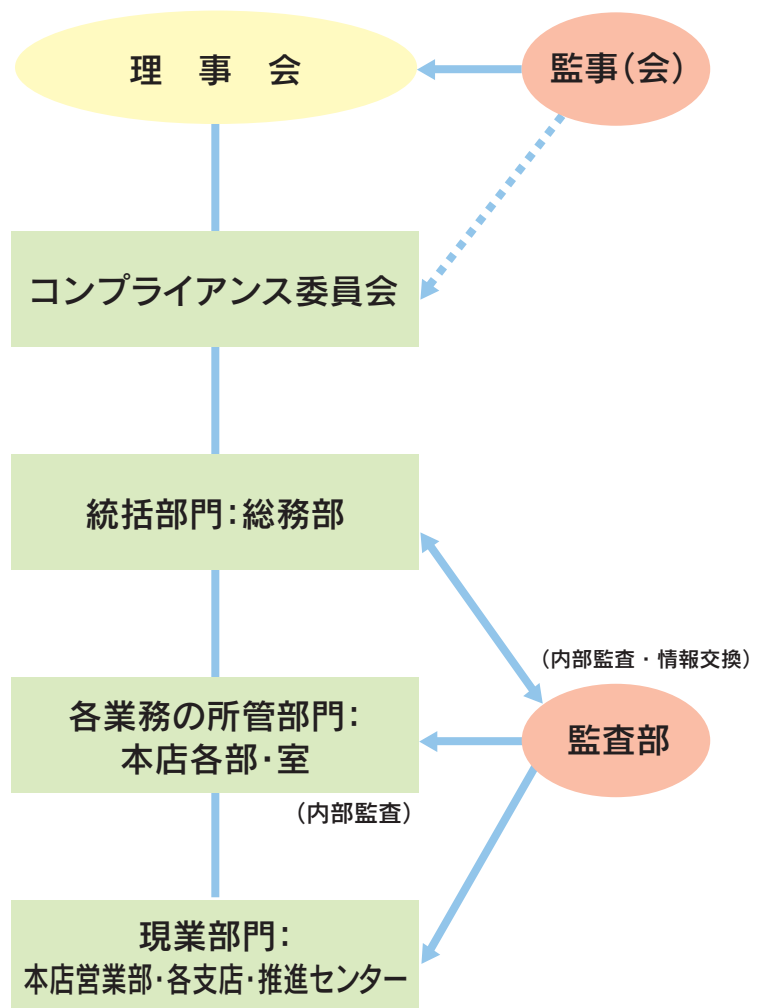 理　事　会
監事（会）
コンプライアンス委員会
統括部門：総務部
（内部監査・情報交換）
各業務の所管部門：
本店各部・室
監査部
（内部監査）
現業部門：
本店営業部・各支店・推進センター